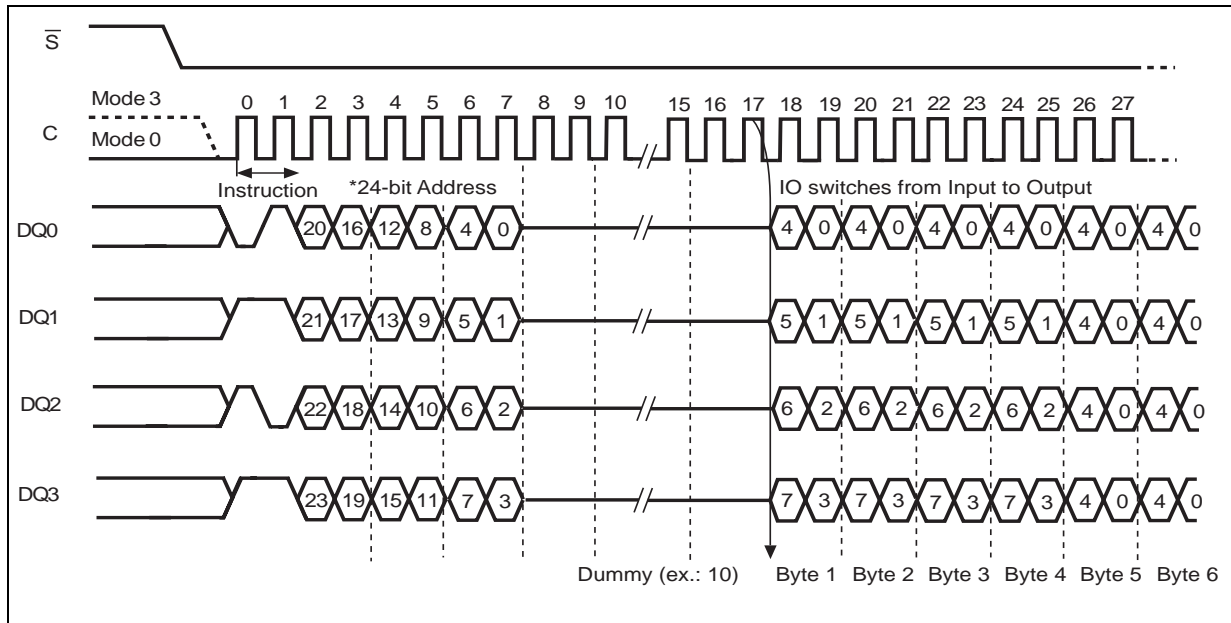 S
0 1 2 3 4 5 6 7 8 9 10 15 16 17 18 19 20 21 22 23 24 25 26 27
Mode 3
C
Mode 0
Instruction *24-bit Address IO switches from Input to Output
DQ0 20 16 12 8 4 0 4 0 4 0 4 0 4 0 4 0 4 0
DQ1 21 17 13 9 5 1 5 1 5 1 5 1 5 1 4 0 4 0
DQ2 22 18 14 10 6 2 6 2 6 2 6 2 6 2 4 0 4 0
DQ3 23 19 15 11 7 3 7 3 7 3 7 3 7 3 4 0 4 0
Dummy (ex.: 10) Byte 1 Byte 2 Byte 3 Byte 4 Byte 5 Byte 6